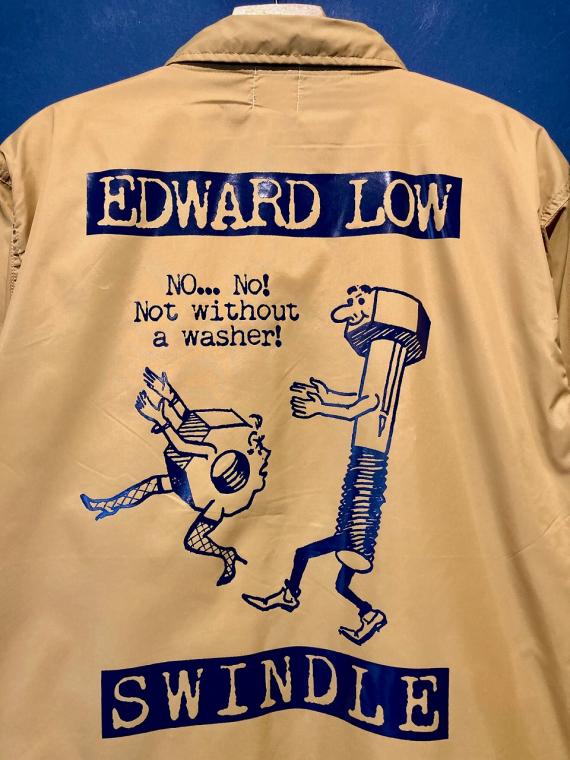 EDWARD LOW
NO... No!
Not without
a washer!
SWINDLE